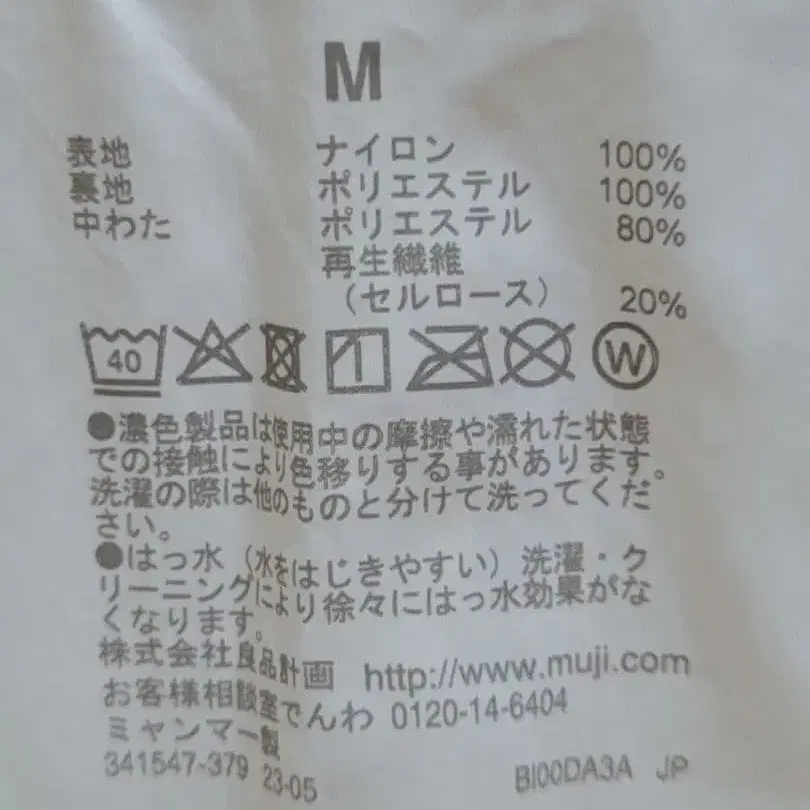 M
表地 ナイロン 100%
裏地 ポリエステル 100%
中わた ポリエステル 80%
再生繊維
（セルロース） 20%
40 W
●濃色製品は使用中の摩擦や濡れた状態
での接触により色移りする事があります。
洗濯の際は他のものと分けて洗ってくだ
さい。
●はっ水（水をはじきやすい）洗濯・ク
リーニングにより徐々にはっ水効果がな
くなります。
株式会社良品計画 http://www.muji.com
お客様相談室でんわ 0120-14-6404
ミャンマー製
341547-379 23-05 BI00DA3A JP